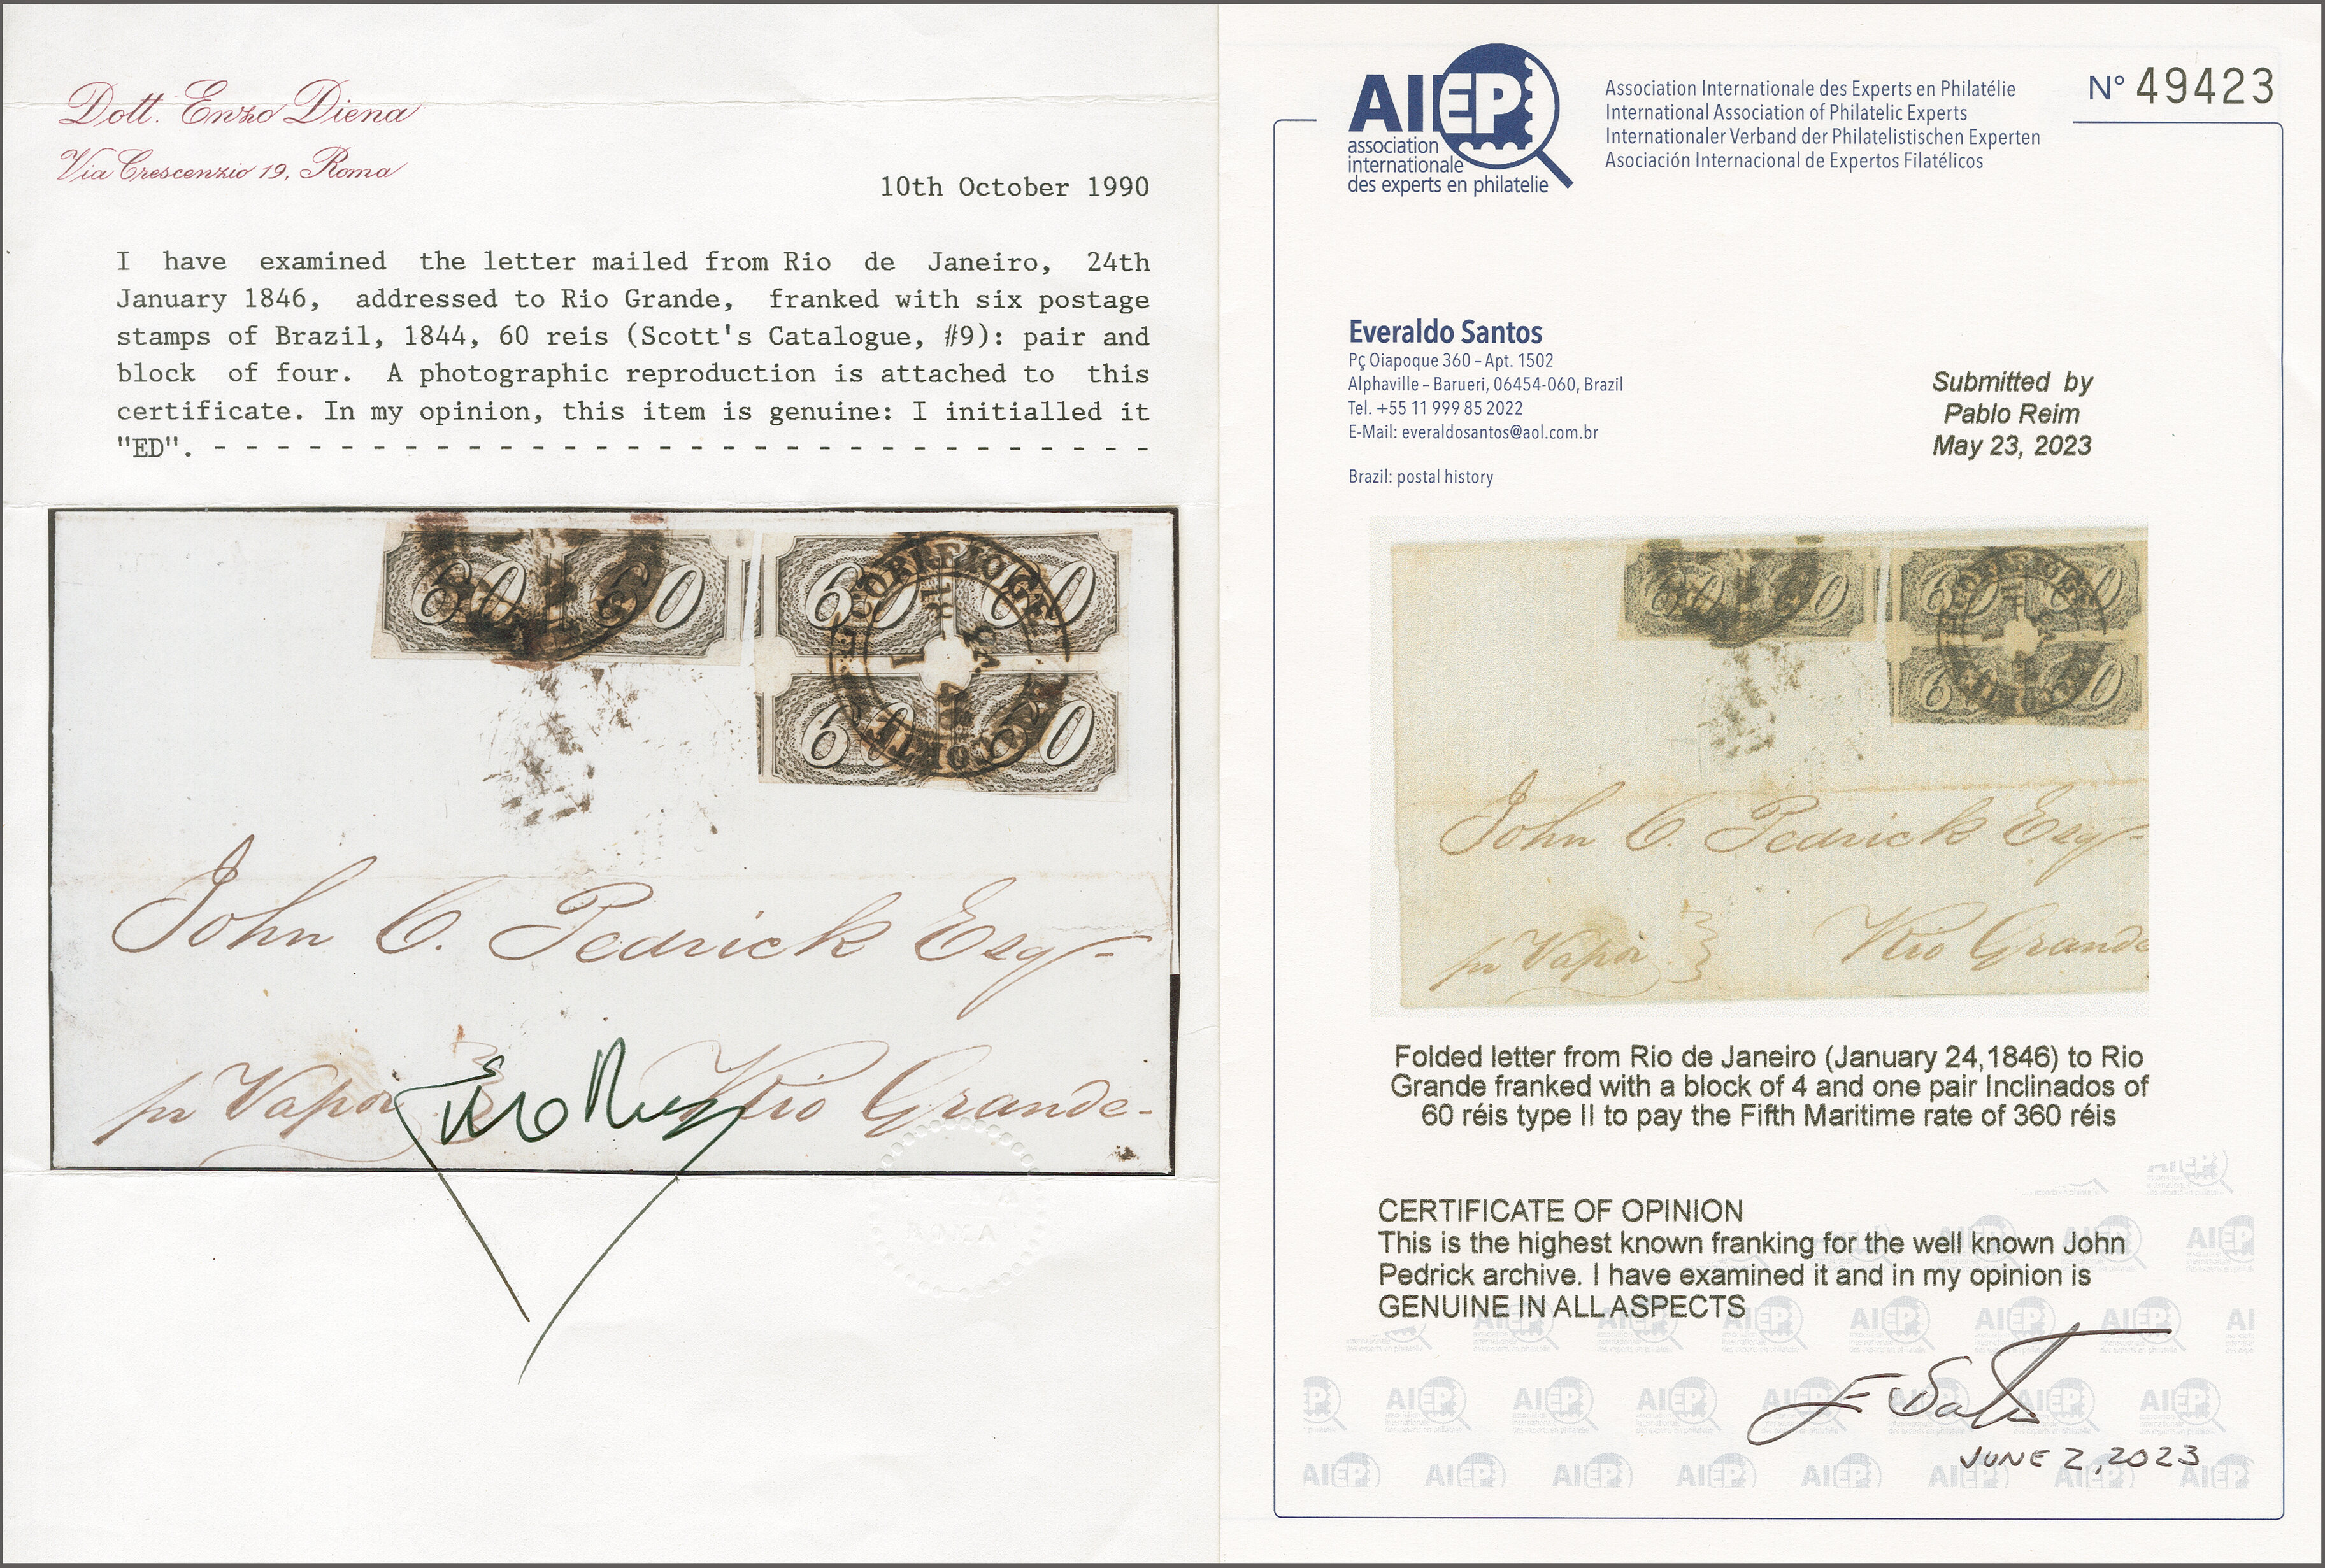 Dott. Enzo Diena
Via Crescenzio 19, Roma
10th October 1990
I have examined the letter mailed from Rio de Janeiro, 24th
January 1846, addressed to Rio Grande, franked with six postage
stamps of Brazil, 1844, 60 reis (Scott's Catalogue, #9): pair and
block of four. A photographic reproduction is attached to this
certificate. In my opinion, this item is genuine: I initialled it
"ED". - - - - - - - - - - - - - - - - - - - - - - - - - - - - - -
60 60 60 60
60 60
John C. Pedrick Esqr
pr Vapor Rio Grande-
AIEP
association
internationale
des experts en philatelie
Association Internationale des Experts en Philatélie
International Association of Philatelic Experts
Internationaler Verband der Philatelistischen Experten
Asociación Internacional de Expertos Filatélicos
N° 49423
Everaldo Santos
Pç Oiapoque 360 – Apt. 1502
Alphaville – Barueri, 06454-060, Brazil
Tel. +55 11 999 85 2022
E-Mail: everaldosantos@aol.com.br
Brazil: postal history
Submitted by
Pablo Reim
May 23, 2023
60 60 60 60
60 60
John C. Pedrick Esqr
pr Vapor Rio Grande
Folded letter from Rio de Janeiro (January 24,1846) to Rio
Grande franked with a block of 4 and one pair Inclinados of
60 réis type II to pay the Fifth Maritime rate of 360 réis
CERTIFICATE OF OPINION
This is the highest known franking for the well known John
Pedrick archive. I have examined it and in my opinion is
GENUINE IN ALL ASPECTS
E Santos
JUNE 2, 2023